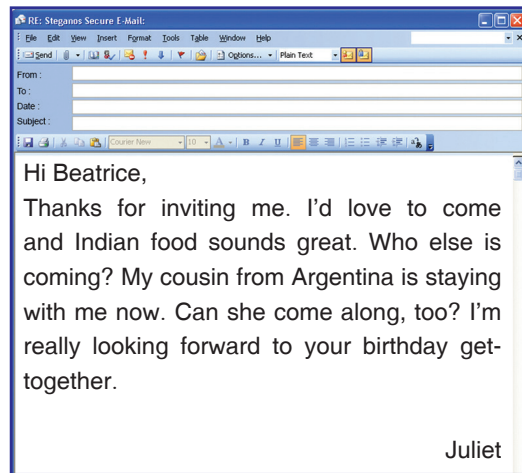 RE: Steganos Secure E-Mail:
File Edit View Insert Format Tools Table Window Help
Send Options... Plain Text
From :
To :
Date :
Subject :
Courier New 10 A B I U
Hi Beatrice,
Thanks for inviting me. I'd love to come
and Indian food sounds great. Who else is
coming? My cousin from Argentina is staying
with me now. Can she come along, too? I'm
really looking forward to your birthday get-
together.
Juliet